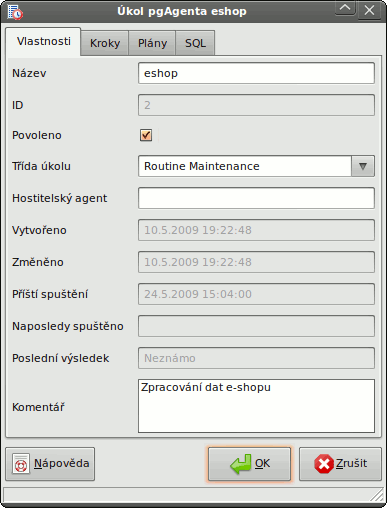 Úkol pgAgenta eshop
Vlastnosti Kroky Plány SQL
Název eshop
ID 2
Povoleno
Třída úkolu Routine Maintenance
Hostitelský agent
Vytvořeno 10.5.2009 19:22:48
Změněno 10.5.2009 19:22:48
Příští spuštění 24.5.2009 15:04:00
Naposledy spuštěno
Poslední výsledek Neznámo
Komentář Zpracování dat e-shopu
Nápověda OK Zrušit